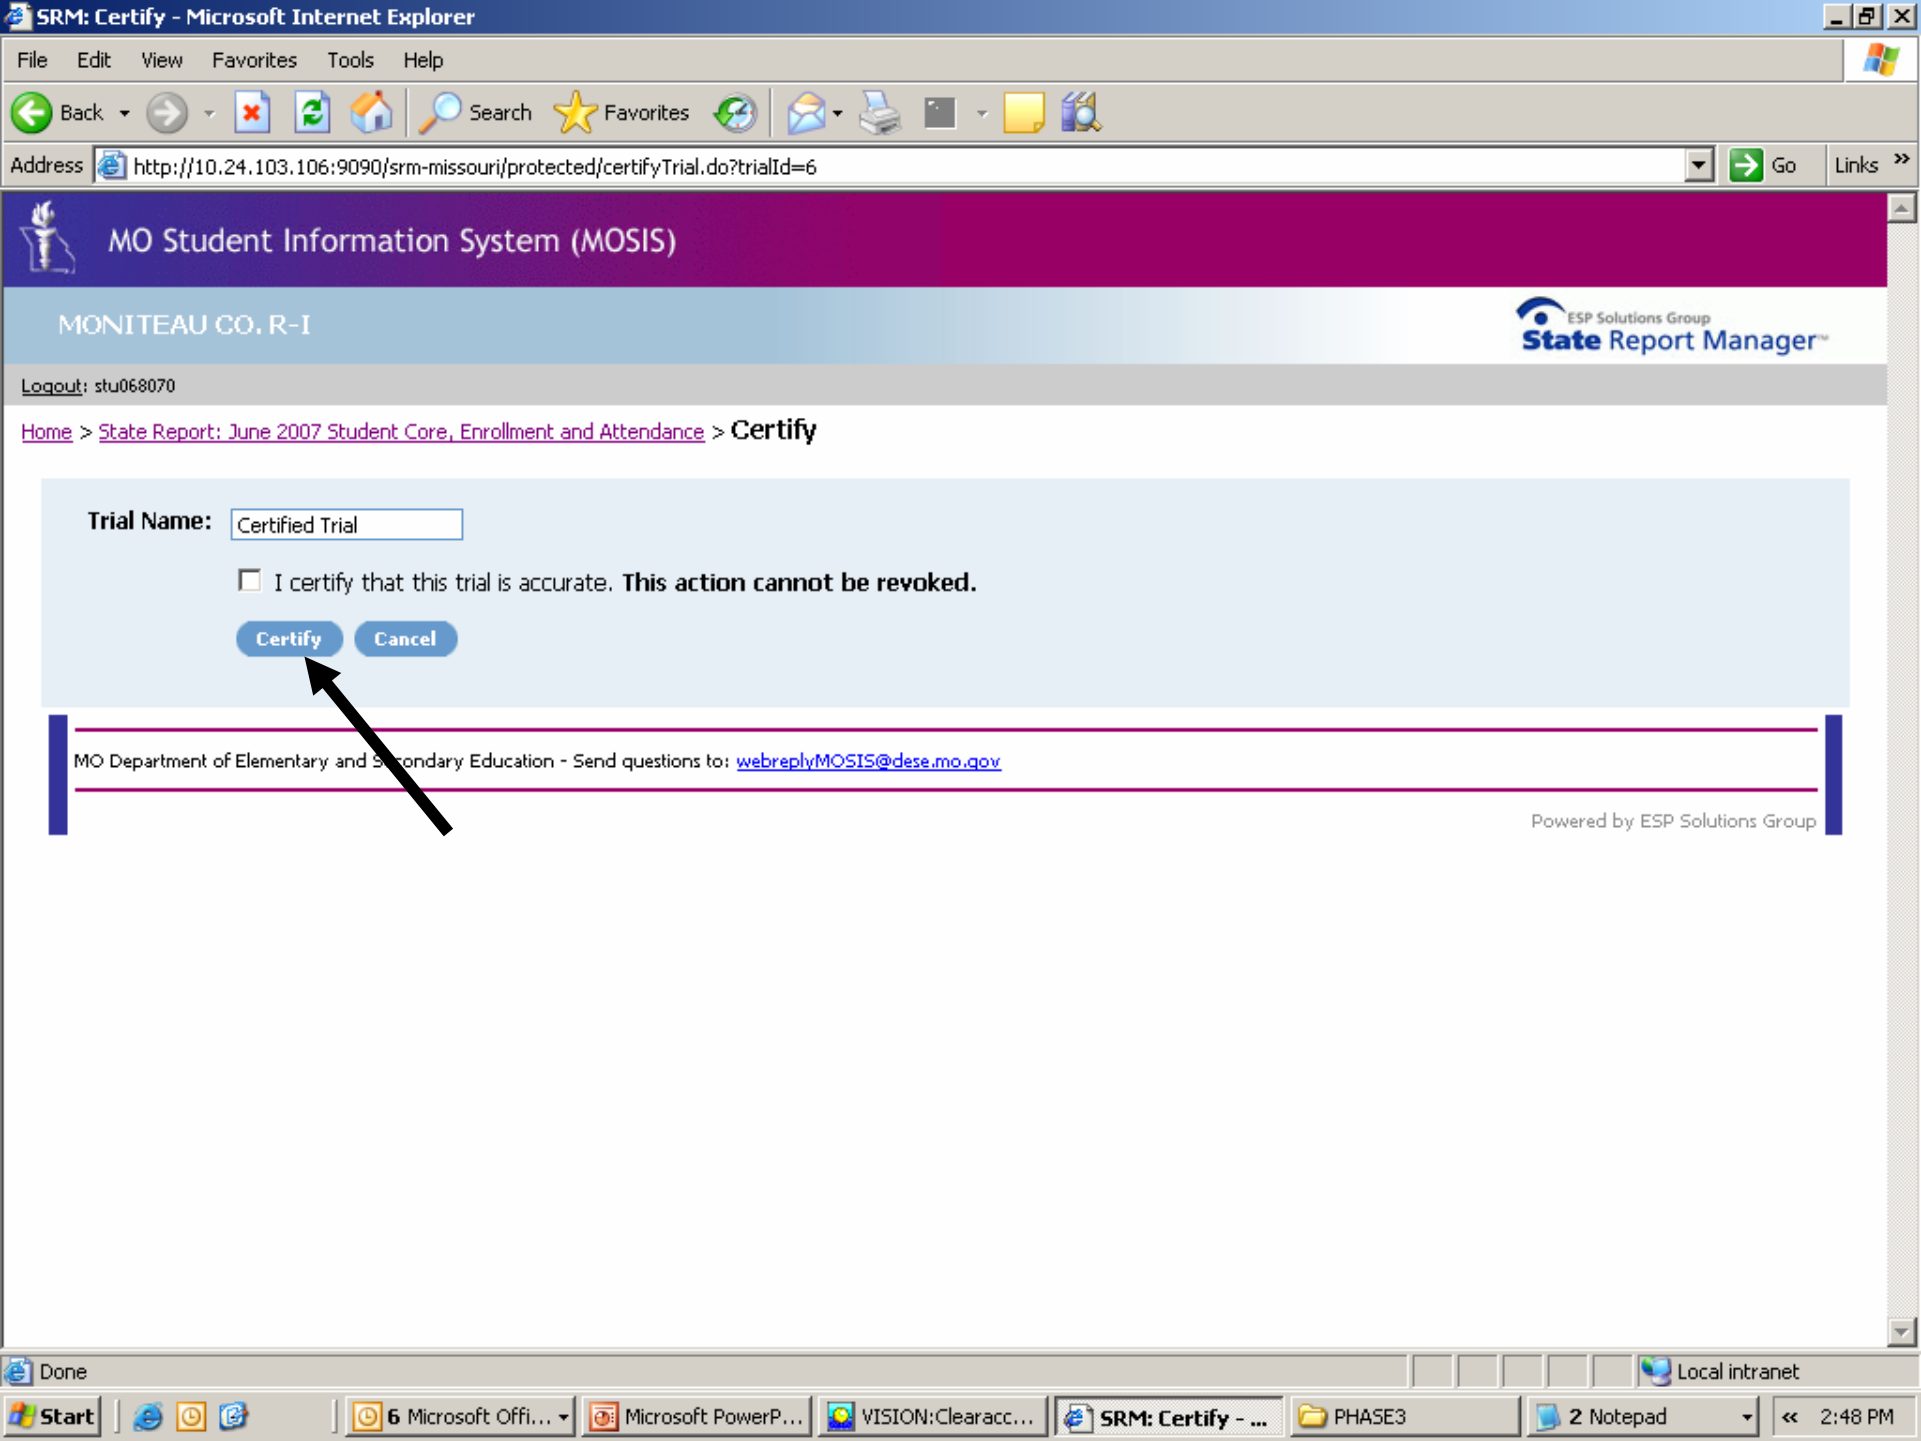 SRM: Certify - Microsoft Internet Explorer
File Edit View Favorites Tools Help
Back Search Favorites
Address http://10.24.103.106:9090/srm-missouri/protected/certifyTrial.do?trialId=6 Go Links »
MO Student Information System (MOSIS)
MONITEAU CO. R-I
ESP Solutions Group
State Report Manager™
Logout: stu068070
Home > State Report: June 2007 Student Core, Enrollment and Attendance > Certify
Trial Name: Certified Trial
I certify that this trial is accurate. This action cannot be revoked.
Certify Cancel
MO Department of Elementary and Secondary Education - Send questions to: webreplyMOSIS@dese.mo.gov
Powered by ESP Solutions Group
Done Local intranet
Start 6 Microsoft Offi... Microsoft PowerP... VISION:Clearacc... SRM: Certify - ... PHASE3 2 Notepad « 2:48 PM